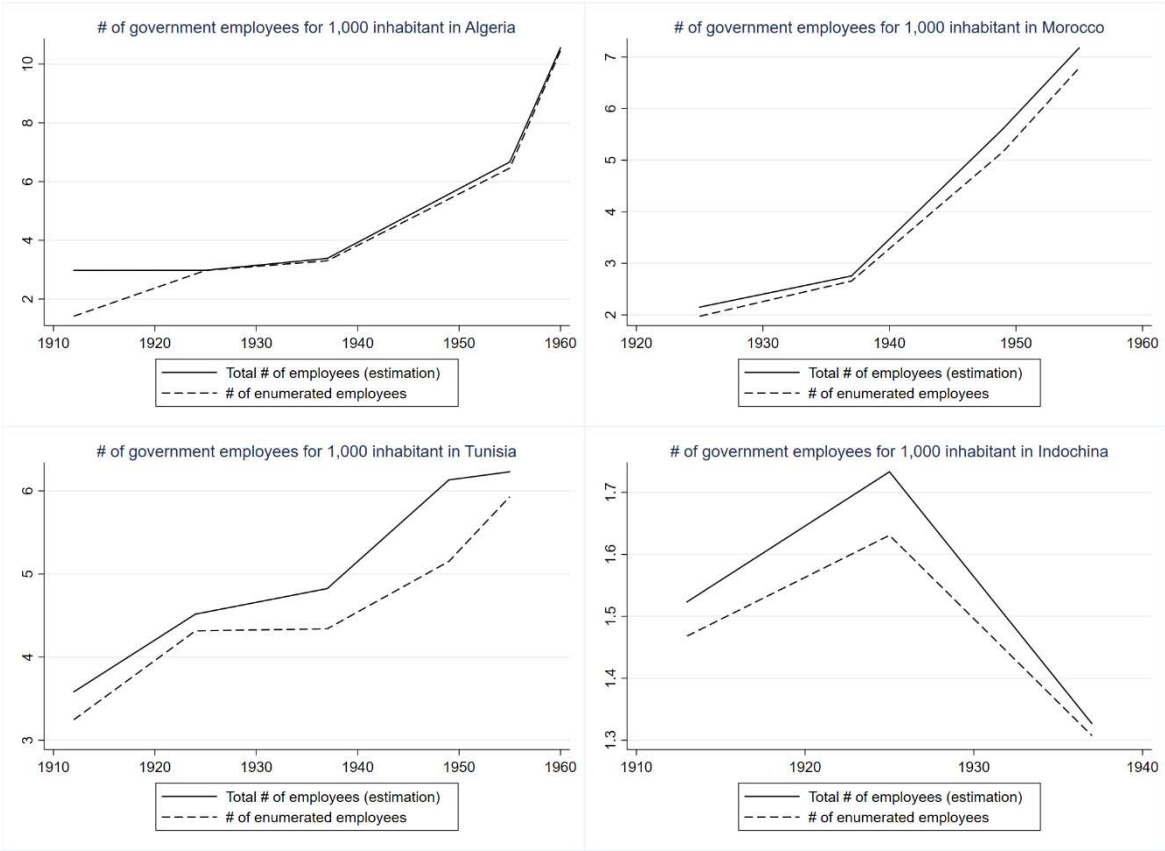 # of government employees for 1,000 inhabitant in Algeria
10
8
6
4
2
1910 1920 1930 1940 1950 1960
Total # of employees (estimation)
# of enumerated employees
# of government employees for 1,000 inhabitant in Morocco
7
6
5
4
3
2
1920 1930 1940 1950 1960
Total # of employees (estimation)
# of enumerated employees
# of government employees for 1,000 inhabitant in Tunisia
6
5
4
3
1910 1920 1930 1940 1950 1960
Total # of employees (estimation)
# of enumerated employees
# of government employees for 1,000 inhabitant in Indochina
1.7
1.6
1.5
1.4
1.3
1910 1920 1930 1940
Total # of employees (estimation)
# of enumerated employees